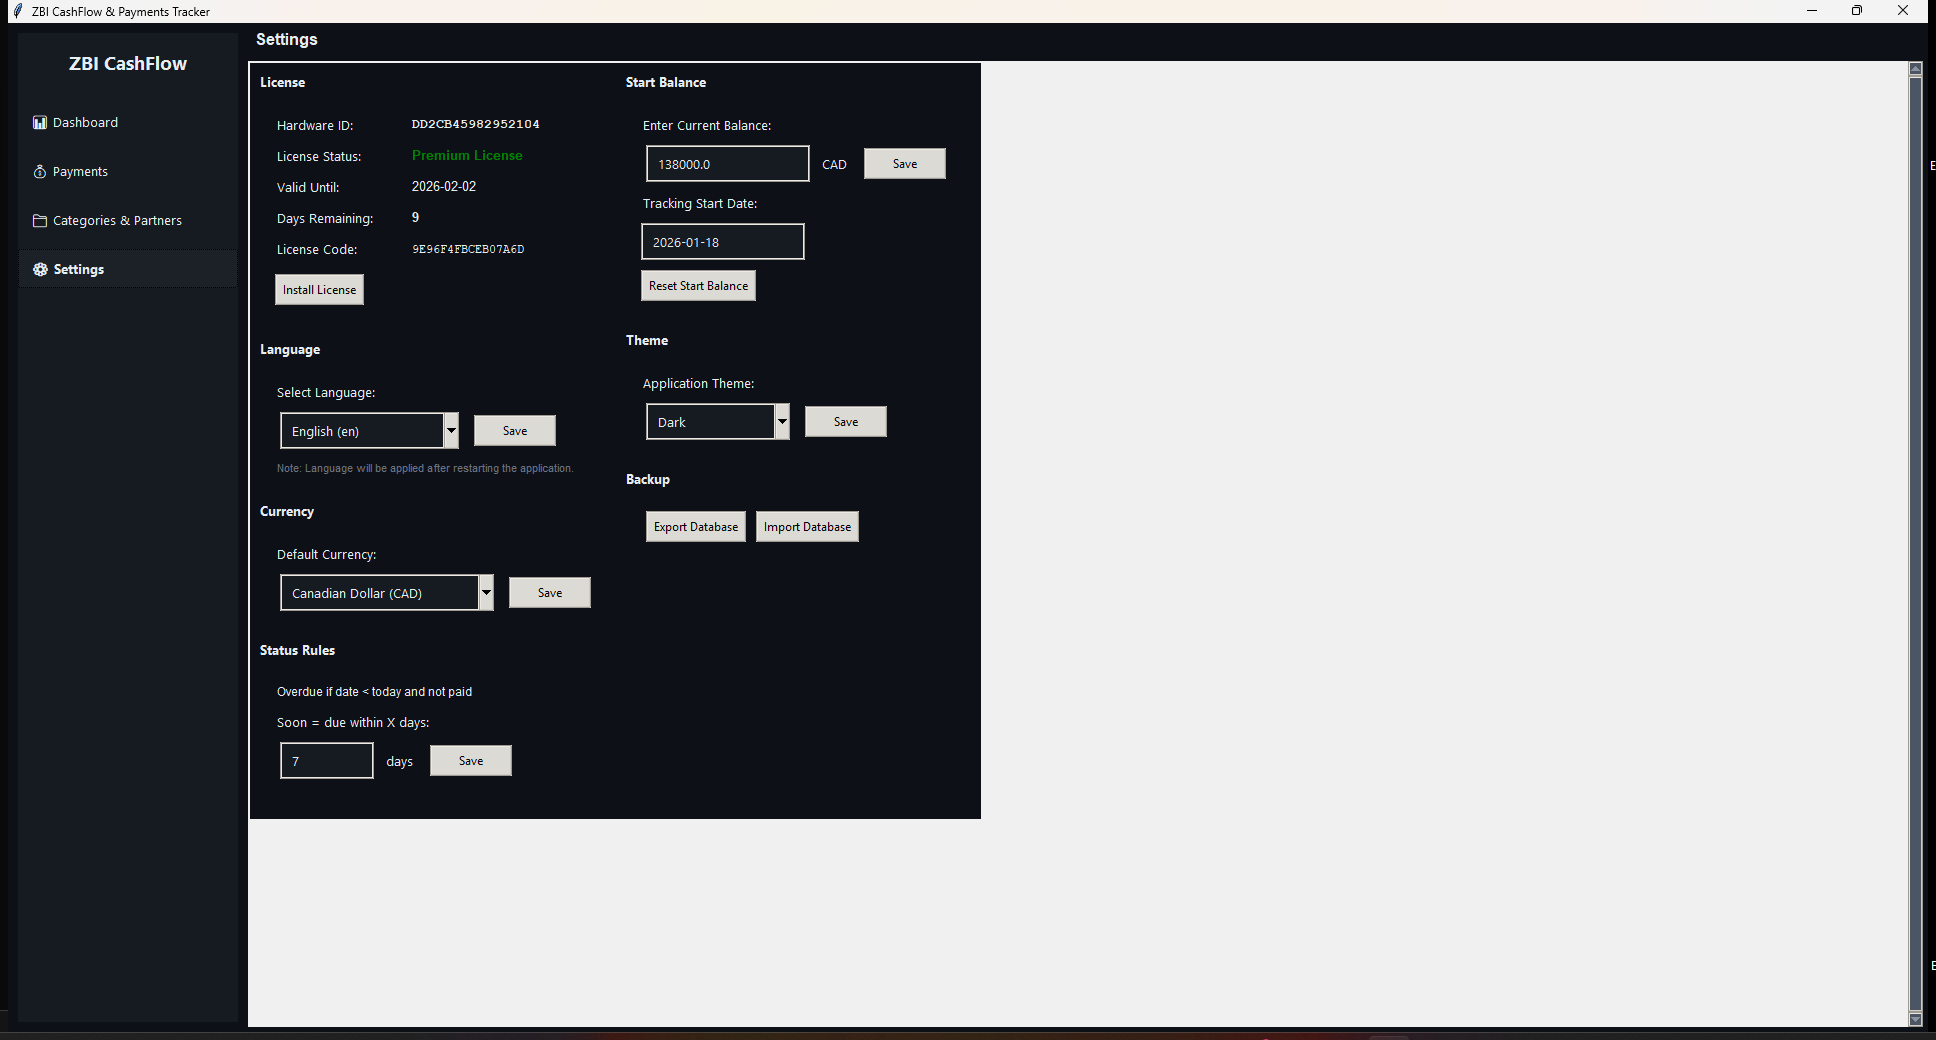 ZBI CashFlow & Payments Tracker
ZBI CashFlow
Dashboard
Payments
Categories & Partners
Settings
Settings
License
Hardware ID: DD2CB45982952104
License Status: Premium License
Valid Until: 2026-02-02
Days Remaining: 9
License Code: 9E96F4FBCEB07A6D
Install License
Language
Select Language:
English (en) Save
Note: Language will be applied after restarting the application.
Currency
Default Currency:
Canadian Dollar (CAD) Save
Status Rules
Overdue if date < today and not paid
Soon = due within X days:
7 days Save
Start Balance
Enter Current Balance:
138000.0 CAD Save
Tracking Start Date:
2026-01-18
Reset Start Balance
Theme
Application Theme:
Dark Save
Backup
Export Database Import Database